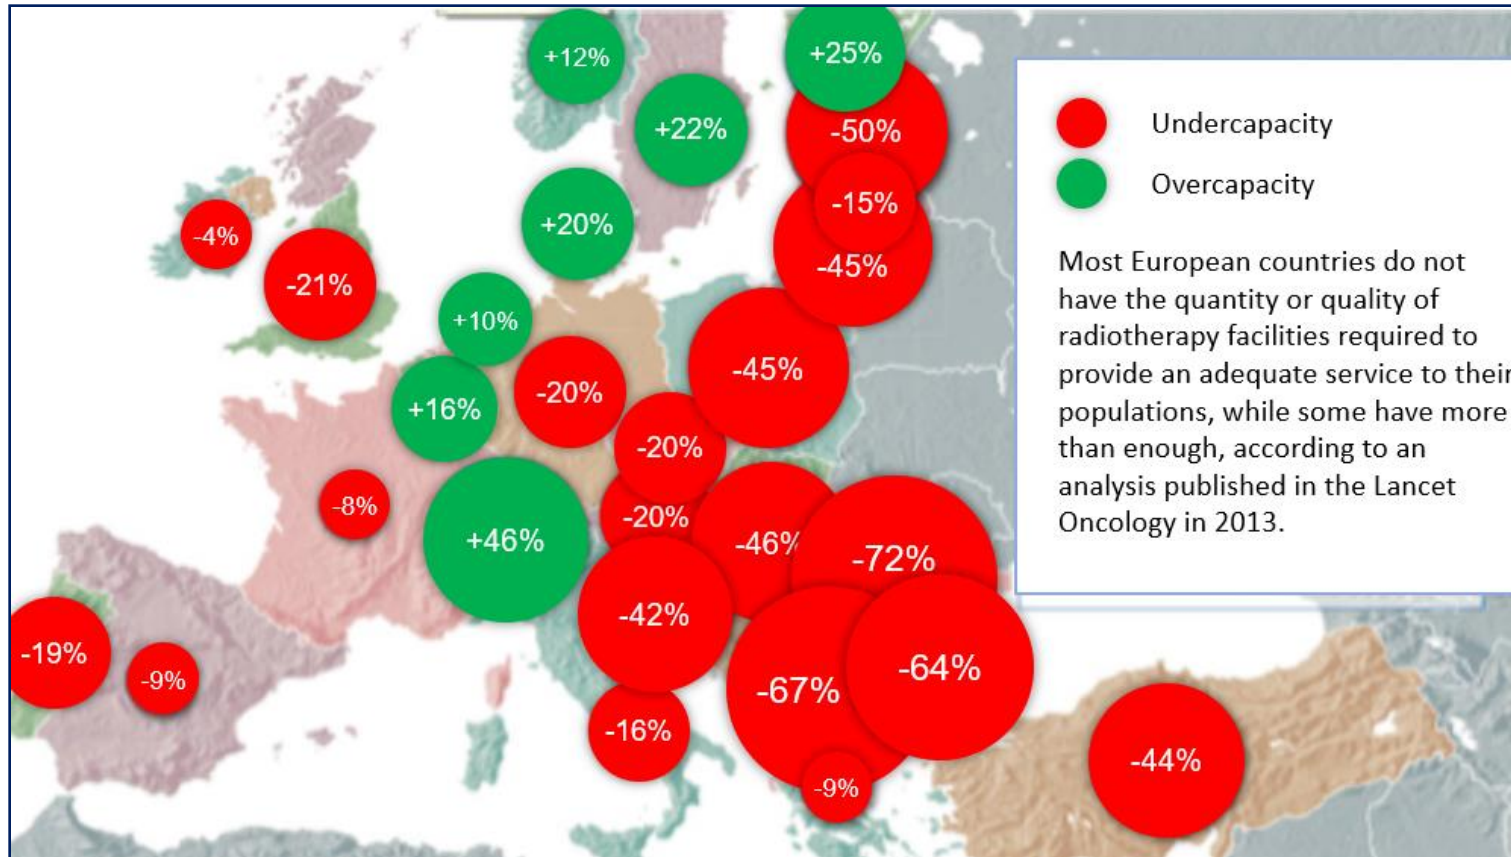 +12%
+25%
+22%
-50%
-15%
-4%
+20%
-45%
-21%
+10%
-45%
-20%
+16%
-20%
-8%
-20%
+46%
-46%
-72%
-42%
-19%
-9%
-67%
-64%
-16%
-9%
-44%
Undercapacity
Overcapacity
Most European countries do not
have the quantity or quality of
radiotherapy facilities required to
provide an adequate service to their
populations, while some have more
than enough, according to an
analysis published in the Lancet
Oncology in 2013.